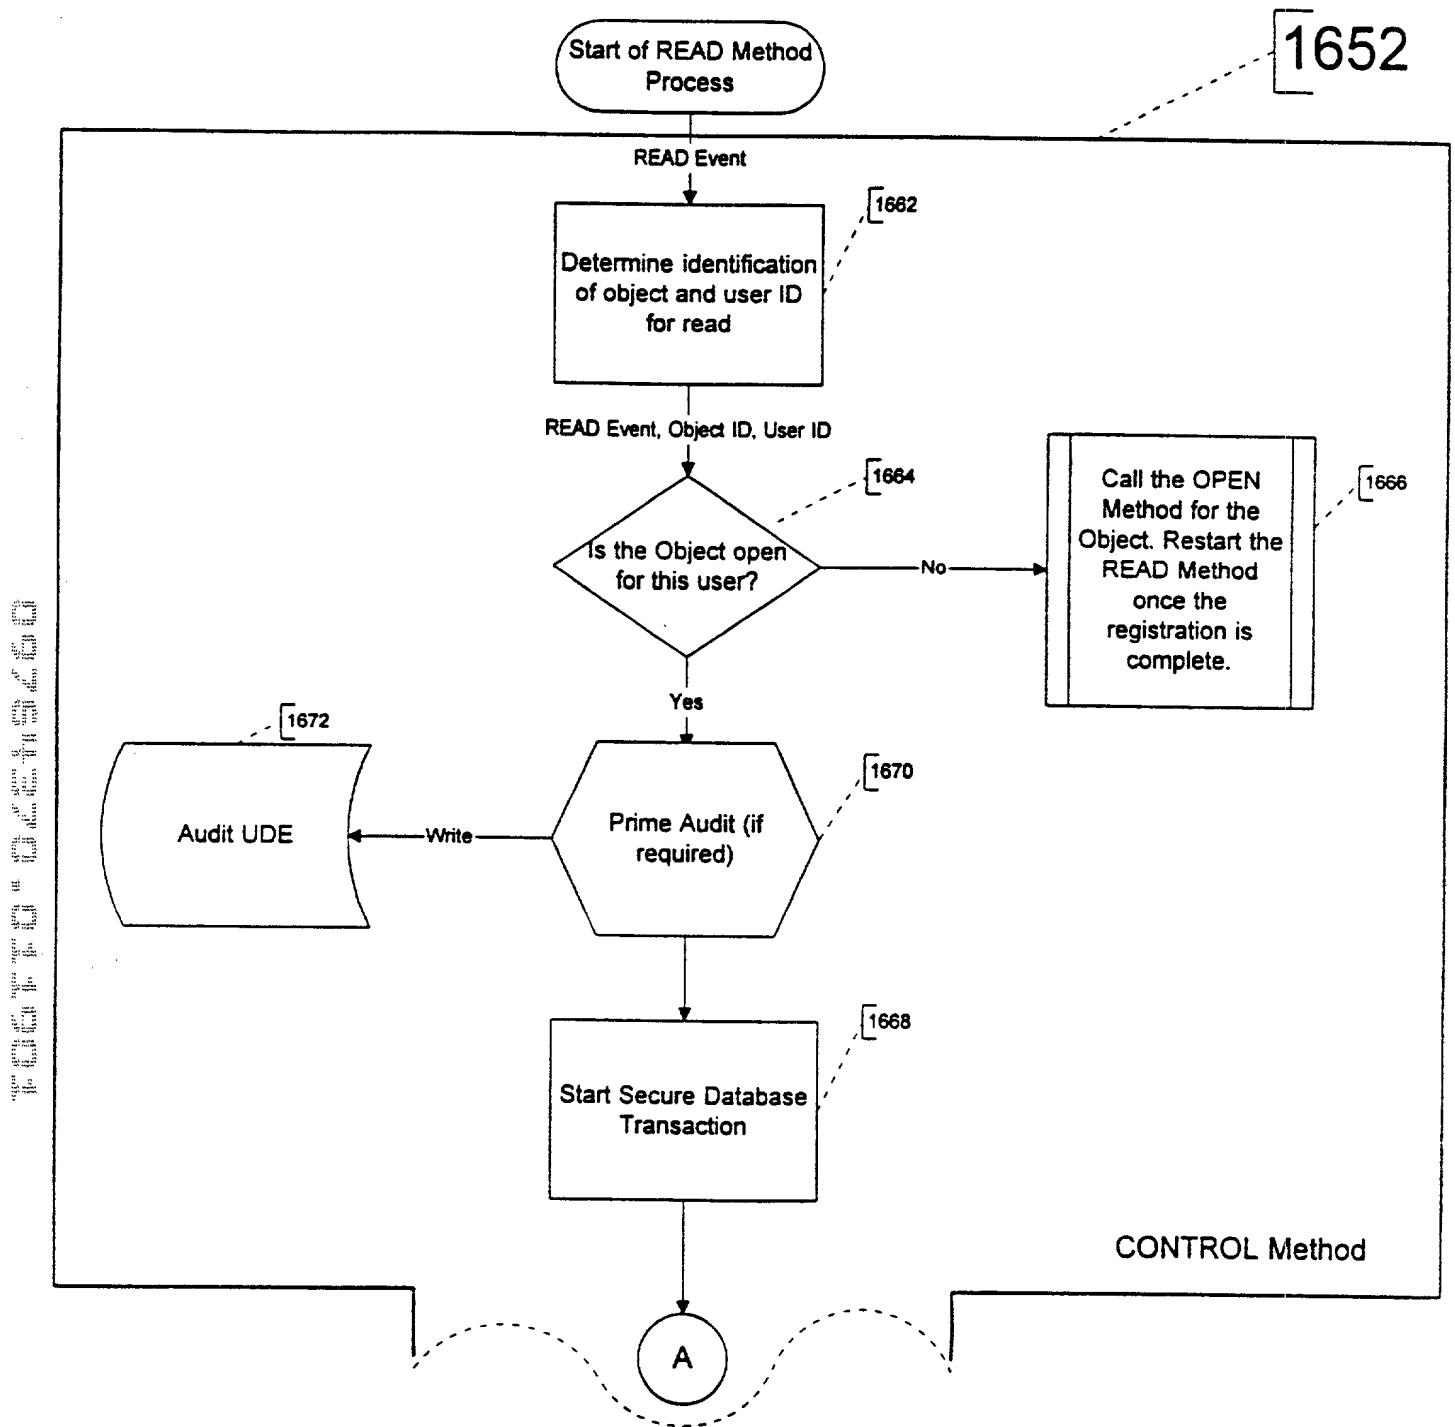 Start of READ Method
Process
1652
READ Event
1662
Determine identification
of object and user ID
for read
READ Event, Object ID, User ID
1664
Is the Object open
for this user?
No
1666
Call the OPEN
Method for the
Object. Restart the
READ Method
once the
registration is
complete.
Yes
1672
Audit UDE
Write
1670
Prime Audit (if
required)
1668
Start Secure Database
Transaction
CONTROL Method
A